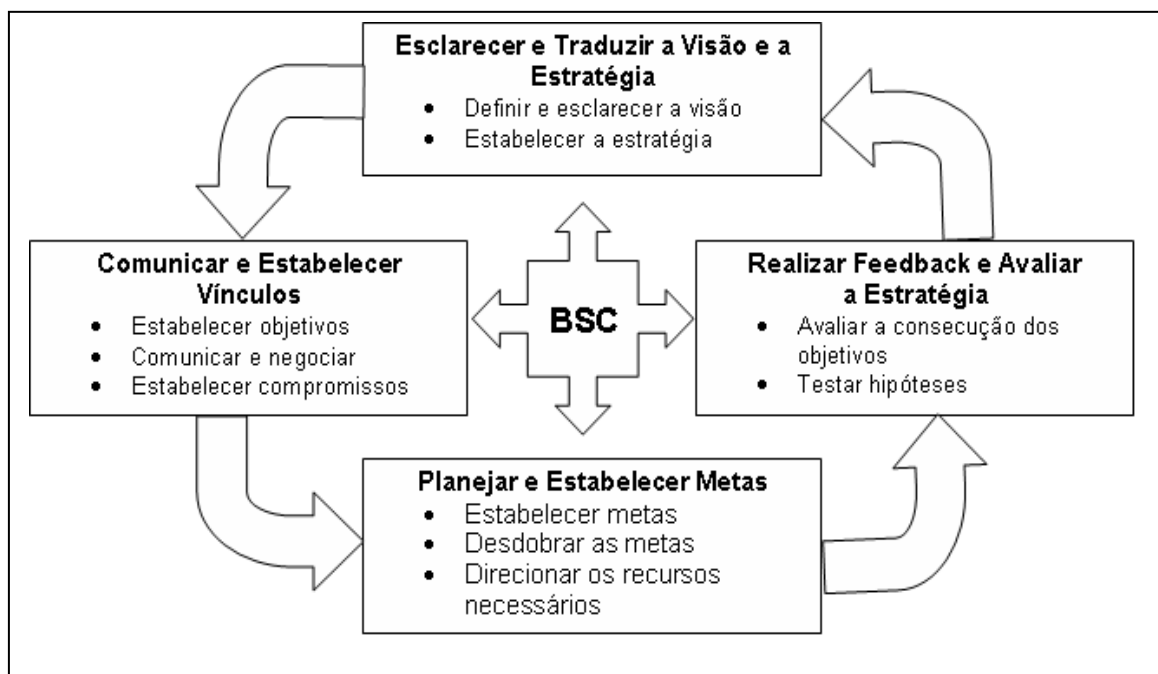 Esclarecer e Traduzir a Visão e a
Estratégia
• Definir e esclarecer a visão
• Estabelecer a estratégia
Comunicar e Estabelecer
Vínculos
• Estabelecer objetivos
• Comunicar e negociar
• Estabelecer compromissos
BSC
Realizar Feedback e Avaliar
a Estratégia
• Avaliar a consecução dos
objetivos
• Testar hipóteses
Planejar e Estabelecer Metas
• Estabelecer metas
• Desdobrar as metas
• Direcionar os recursos
necessários